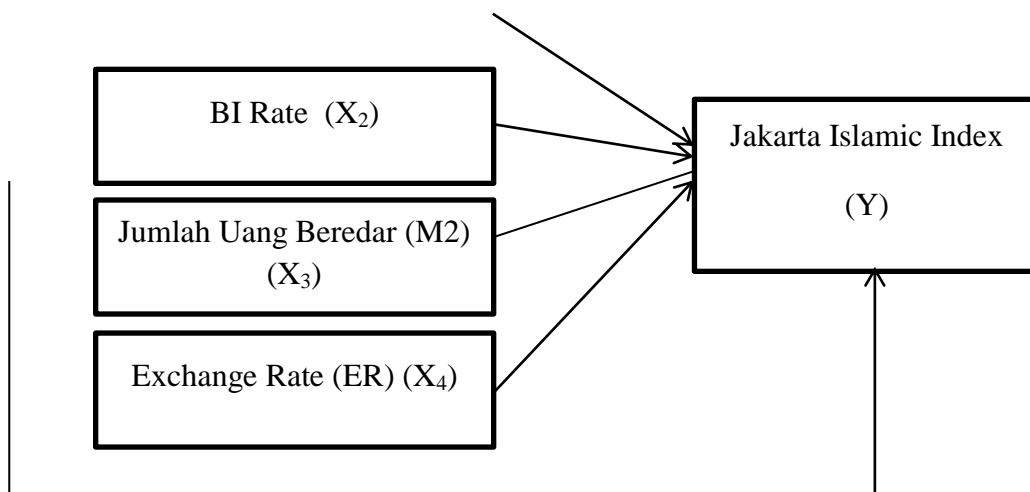 BI Rate (X₂)
Jumlah Uang Beredar (M2)
(X₃)
Exchange Rate (ER) (X₄)
Jakarta Islamic Index
(Y)